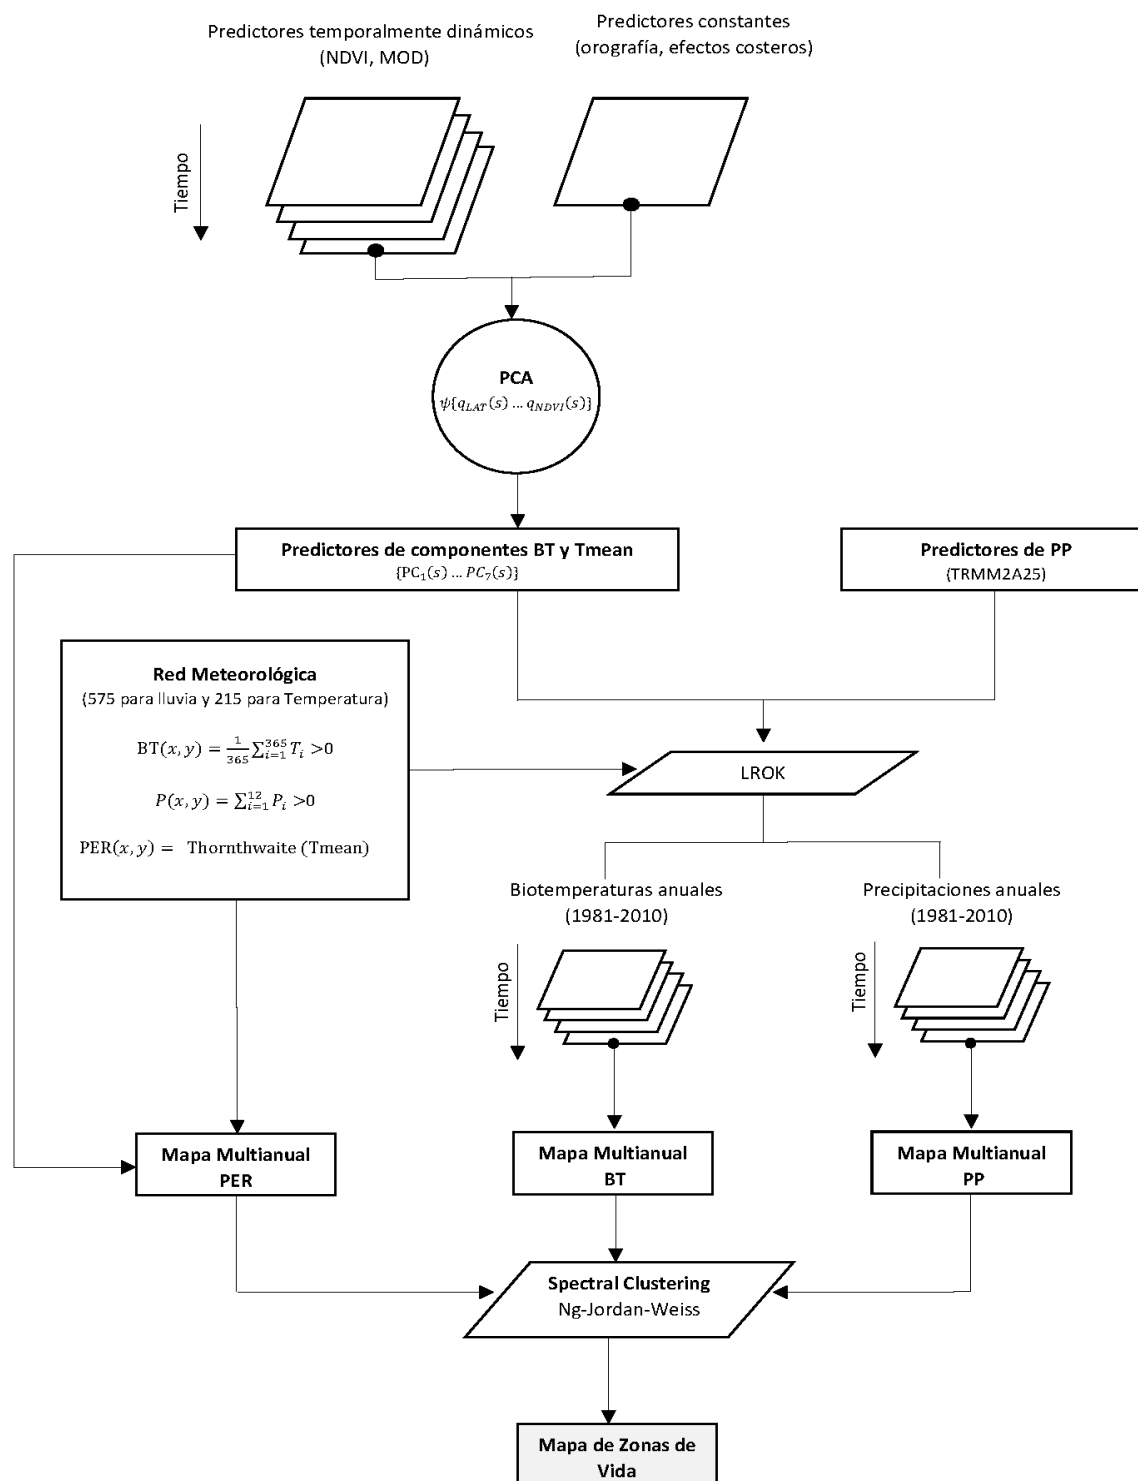 Predictores temporalmente dinámicos
(NDVI, MOD)
Predictores constantes
(orografía, efectos costeros)
Tiempo
PCA
ψ{q_LAT(s) … q_NDVI(s)}
Predictores de componentes BT y Tmean
{PC₁(s) … PC₇(s)}
Predictores de PP
(TRMM2A25)
Red Meteorológica
(575 para lluvia y 215 para Temperatura)
BT(x, y) = 1/365 ∑_{i=1}^{365} T_i >0
P(x, y) = ∑_{i=1}^{12} P_i >0
PER(x, y) = Thornthwaite (Tmean)
LROK
Biotemperaturas anuales
(1981-2010)
Precipitaciones anuales
(1981-2010)
Tiempo
Tiempo
Mapa Multianual
PER
Mapa Multianual
BT
Mapa Multianual
PP
Spectral Clustering
Ng-Jordan-Weiss
Mapa de Zonas de
Vida